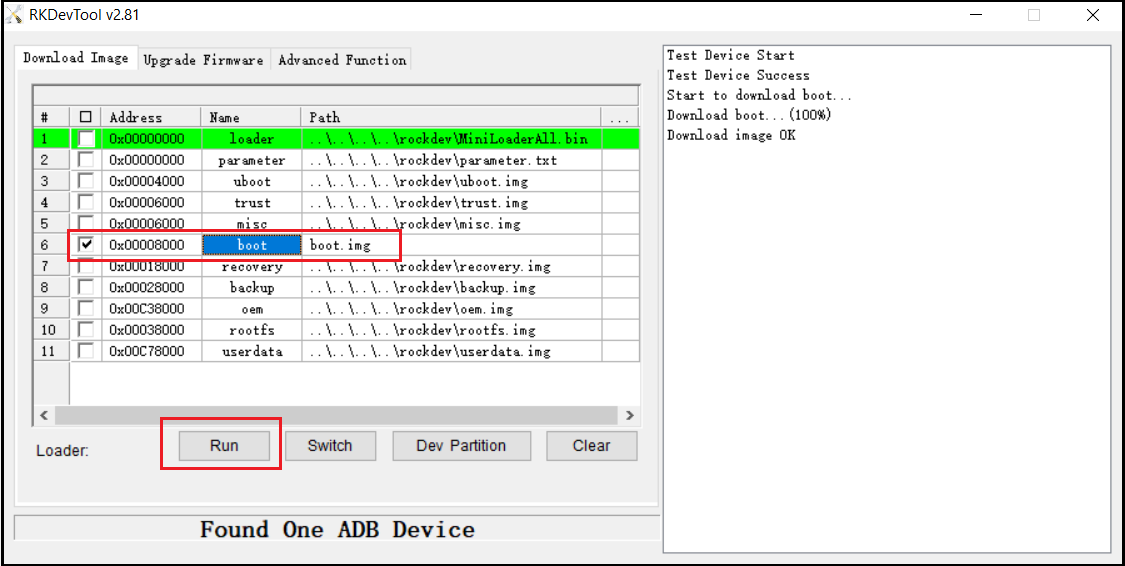 RKDevTool v2.81
Download Image Upgrade Firmware Advanced Function
# Address Name Path ...
1 0x00000000 loader ..\..\..\..\rockdev\MiniLoaderAll.bin
2 0x00000000 parameter ..\..\..\..\rockdev\parameter.txt
3 0x00004000 uboot ..\..\..\..\rockdev\uboot.img
4 0x00006000 trust ..\..\..\..\rockdev\trust.img
5 0x00006000 misc ..\..\..\..\rockdev\misc.img
6 0x00008000 boot boot.img
7 0x00018000 recovery ..\..\..\..\rockdev\recovery.img
8 0x00028000 backup ..\..\..\..\rockdev\backup.img
9 0x00C38000 oem ..\..\..\..\rockdev\oem.img
10 0x00038000 rootfs ..\..\..\..\rockdev\rootfs.img
11 0x00C78000 userdata ..\..\..\..\rockdev\userdata.img
Loader: Run Switch Dev Partition Clear
Found One ADB Device
Test Device Start
Test Device Success
Start to download boot...
Download boot...(100%)
Download image OK